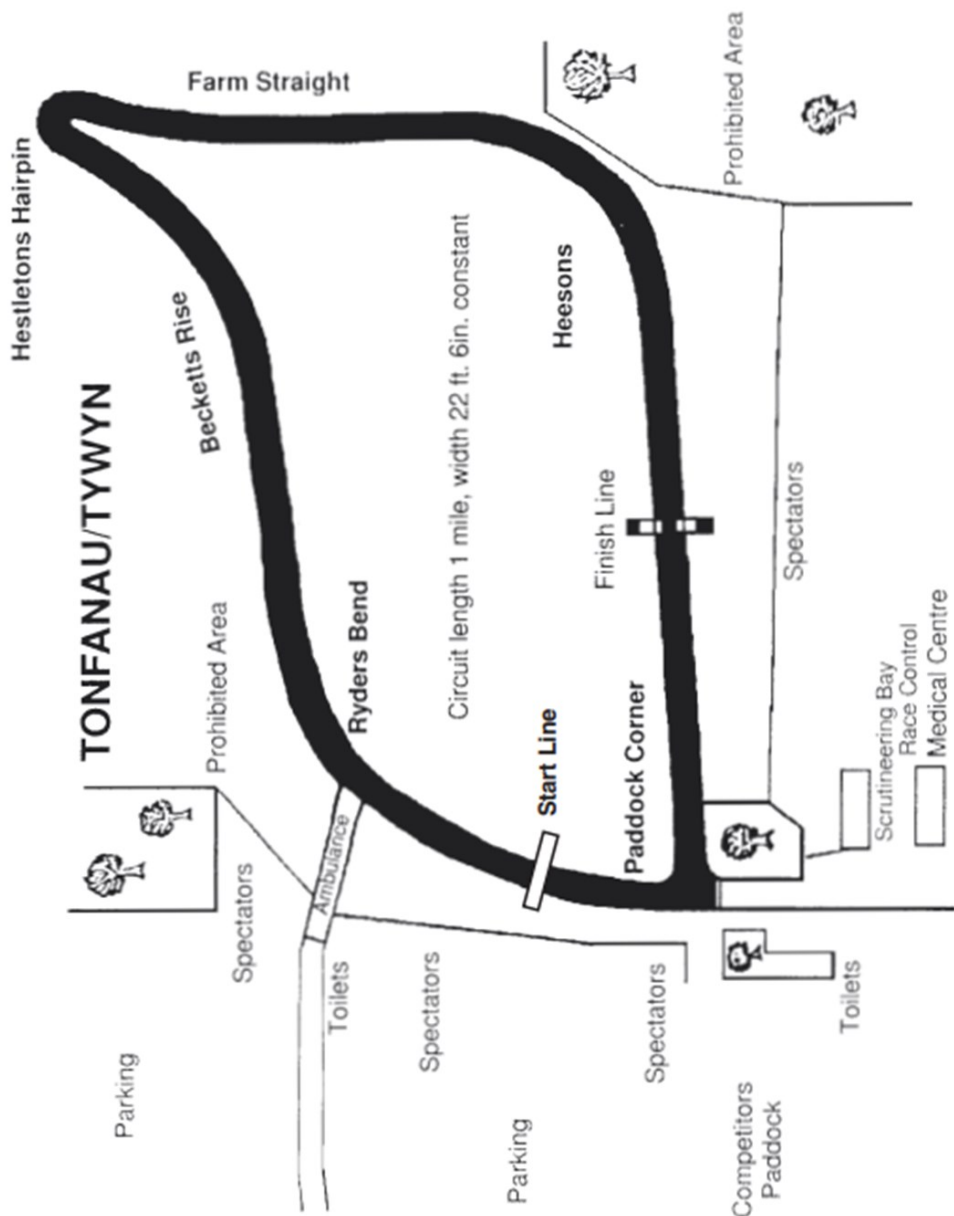 TONFANAU/TYWYN
Hestletons Hairpin
Farm Straight
Becketts Rise
Prohibited Area
Prohibited Area
Ryders Bend
Circuit length 1 mile, width 22 ft. 6in. constant
Heesons
Finish Line
Start Line
Paddock Corner
Ambulance
Spectators
Parking
Toilets
Spectators
Spectators
Parking
Spectators
Scrutineering Bay
Race Control
Medical Centre
Toilets
Competitors
Paddock